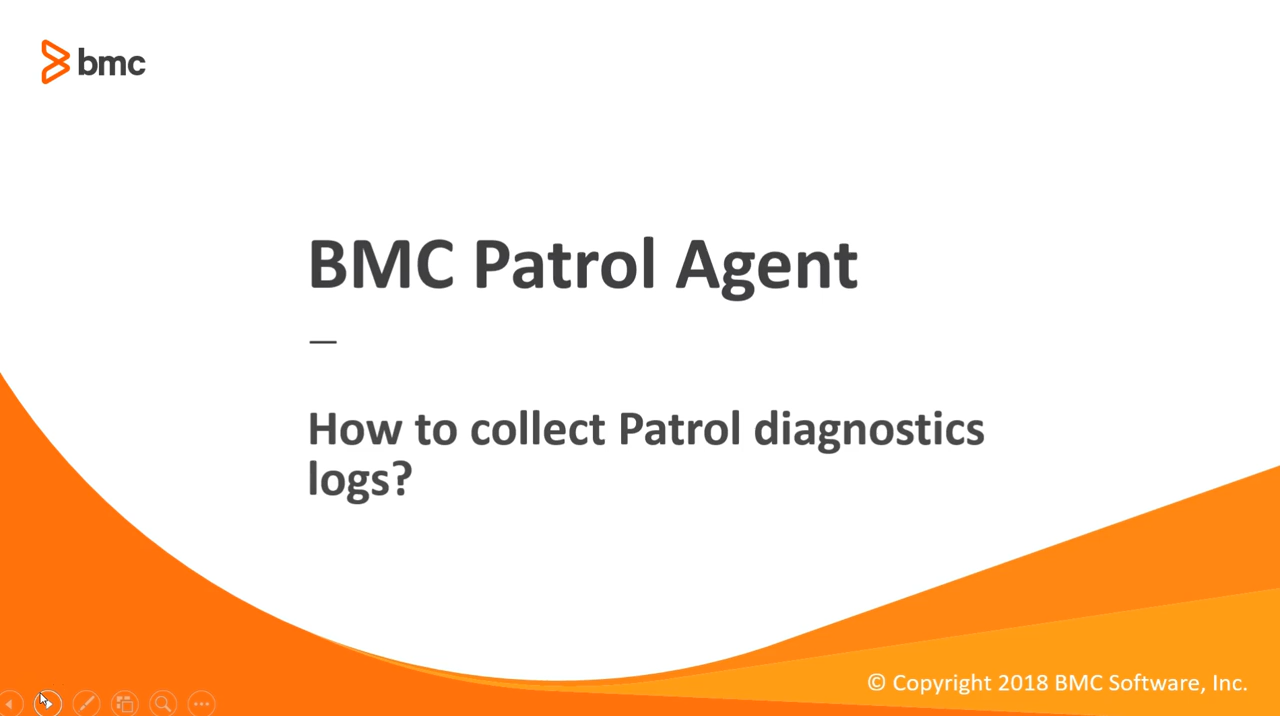 bmc
BMC Patrol Agent
—
How to collect Patrol diagnostics
logs?
© Copyright 2018 BMC Software, Inc.